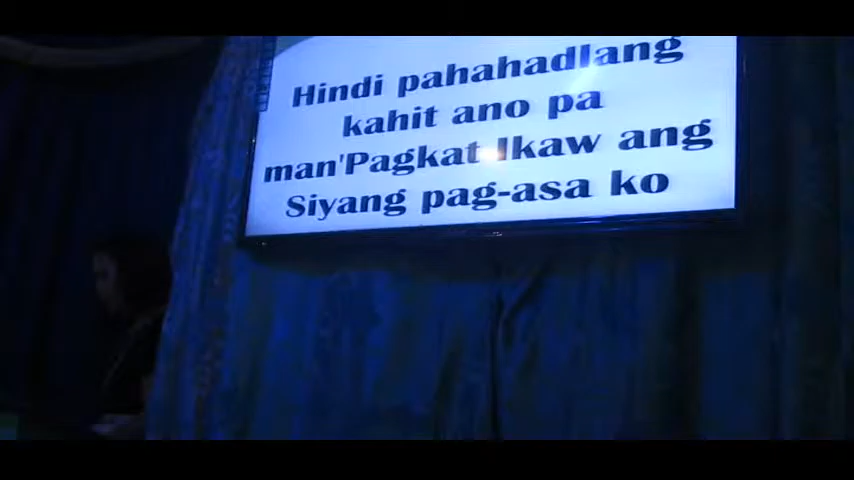 Hindi pahahadlang
kahit ano pa
man'Pagkat Ikaw ang
Siyang pag-asa ko